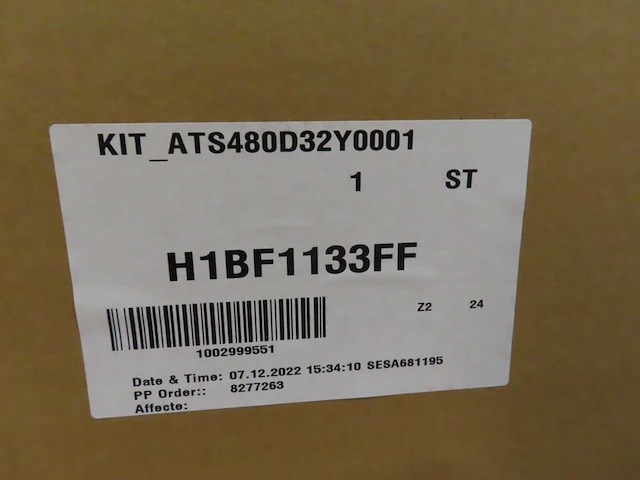 KIT_ATS480D32Y0001
1 ST
H1BF1133FF
Z2 24
1002999551
Date & Time: 07.12.2022 15:34:10 SESA681195
PP Order:: 8277263
Affecte: